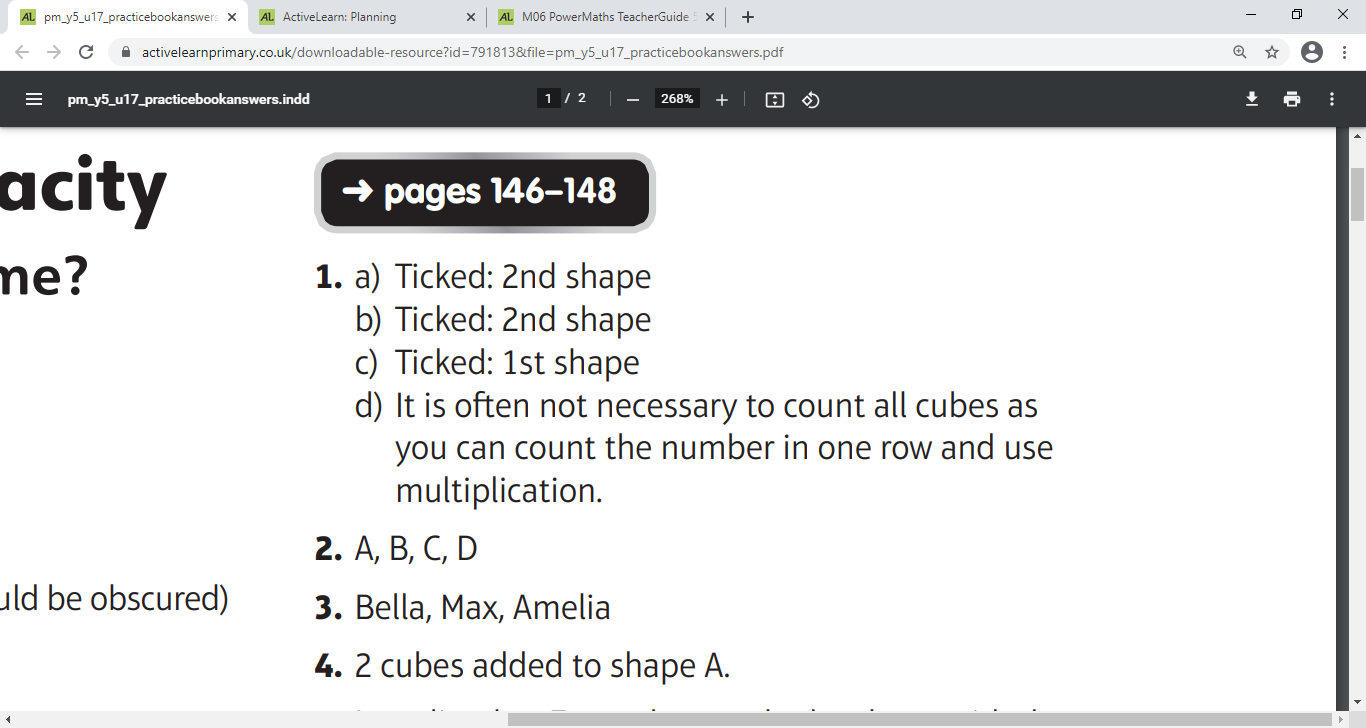 pm_y5_u17_practicebookanswers
ActiveLearn: Planning
M06 PowerMaths TeacherGuide
activelearnprimary.co.uk/downloadable-resource?id=791813&file=pm_y5_u17_practicebookanswers.pdf
pm_y5_u17_practicebookanswers.indd
1 / 2
268%
acity
me?
uld be obscured)
→ pages 146–148
1. a) Ticked: 2nd shape
b) Ticked: 2nd shape
c) Ticked: 1st shape
d) It is often not necessary to count all cubes as
you can count the number in one row and use
multiplication.
2. A, B, C, D
3. Bella, Max, Amelia
4. 2 cubes added to shape A.